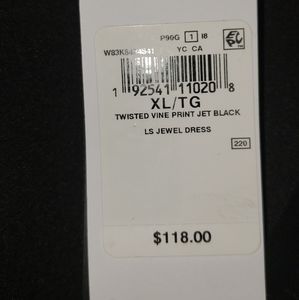 P99G 1 I8
YC CA
1 92541 11020 8
XL/TG
TWISTED VINE PRINT JET BLACK
LS JEWEL DRESS
220
$118.00